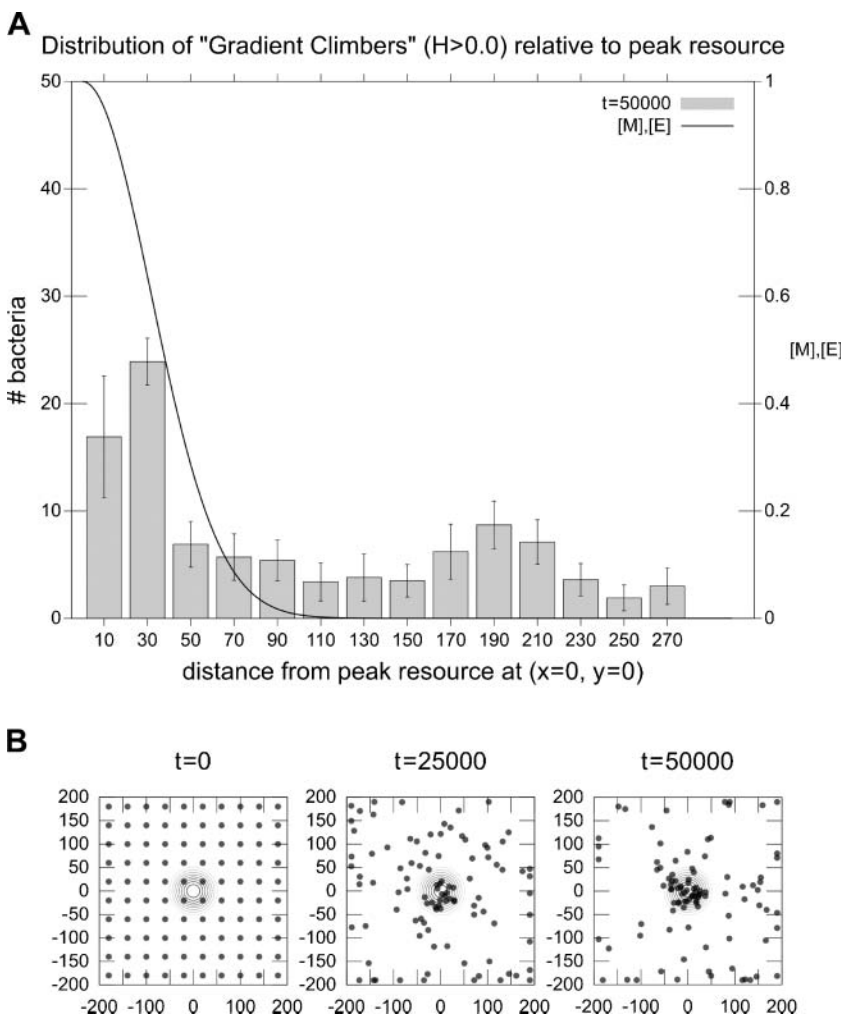 A
Distribution of "Gradient Climbers" (H>0.0) relative to peak resource
50
40
30
20
10
0
# bacteria
1
0.8
0.6
0.4
0.2
0
[M],[E]
t=50000
[M],[E]
10 30 50 70 90 110 130 150 170 190 210 230 250 270
distance from peak resource at (x=0, y=0)
B
t=0 t=25000 t=50000
200 200 200
150 150 150
100 100 100
50 50 50
0 0 0
-50 -50 -50
-100 -100 -100
-150 -150 -150
-200 -200 -200
-200 -100 0 100 200 -200 -100 0 100 200 -200 -100 0 100 200